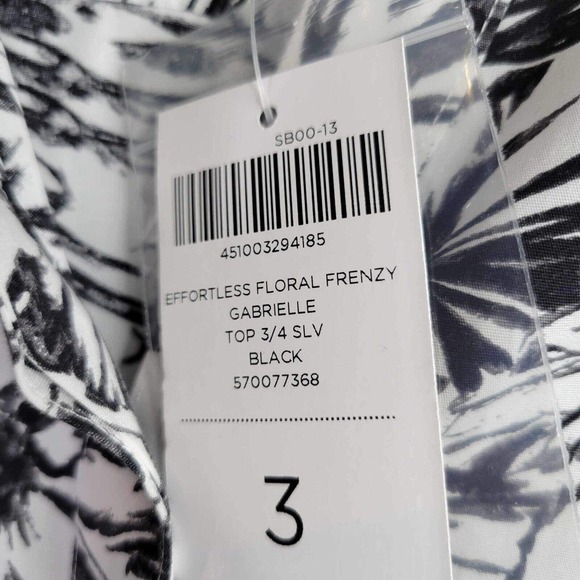 SB00-13
451003294185
EFFORTLESS FLORAL FRENZY
GABRIELLE
TOP 3/4 SLV
BLACK
570077368
3